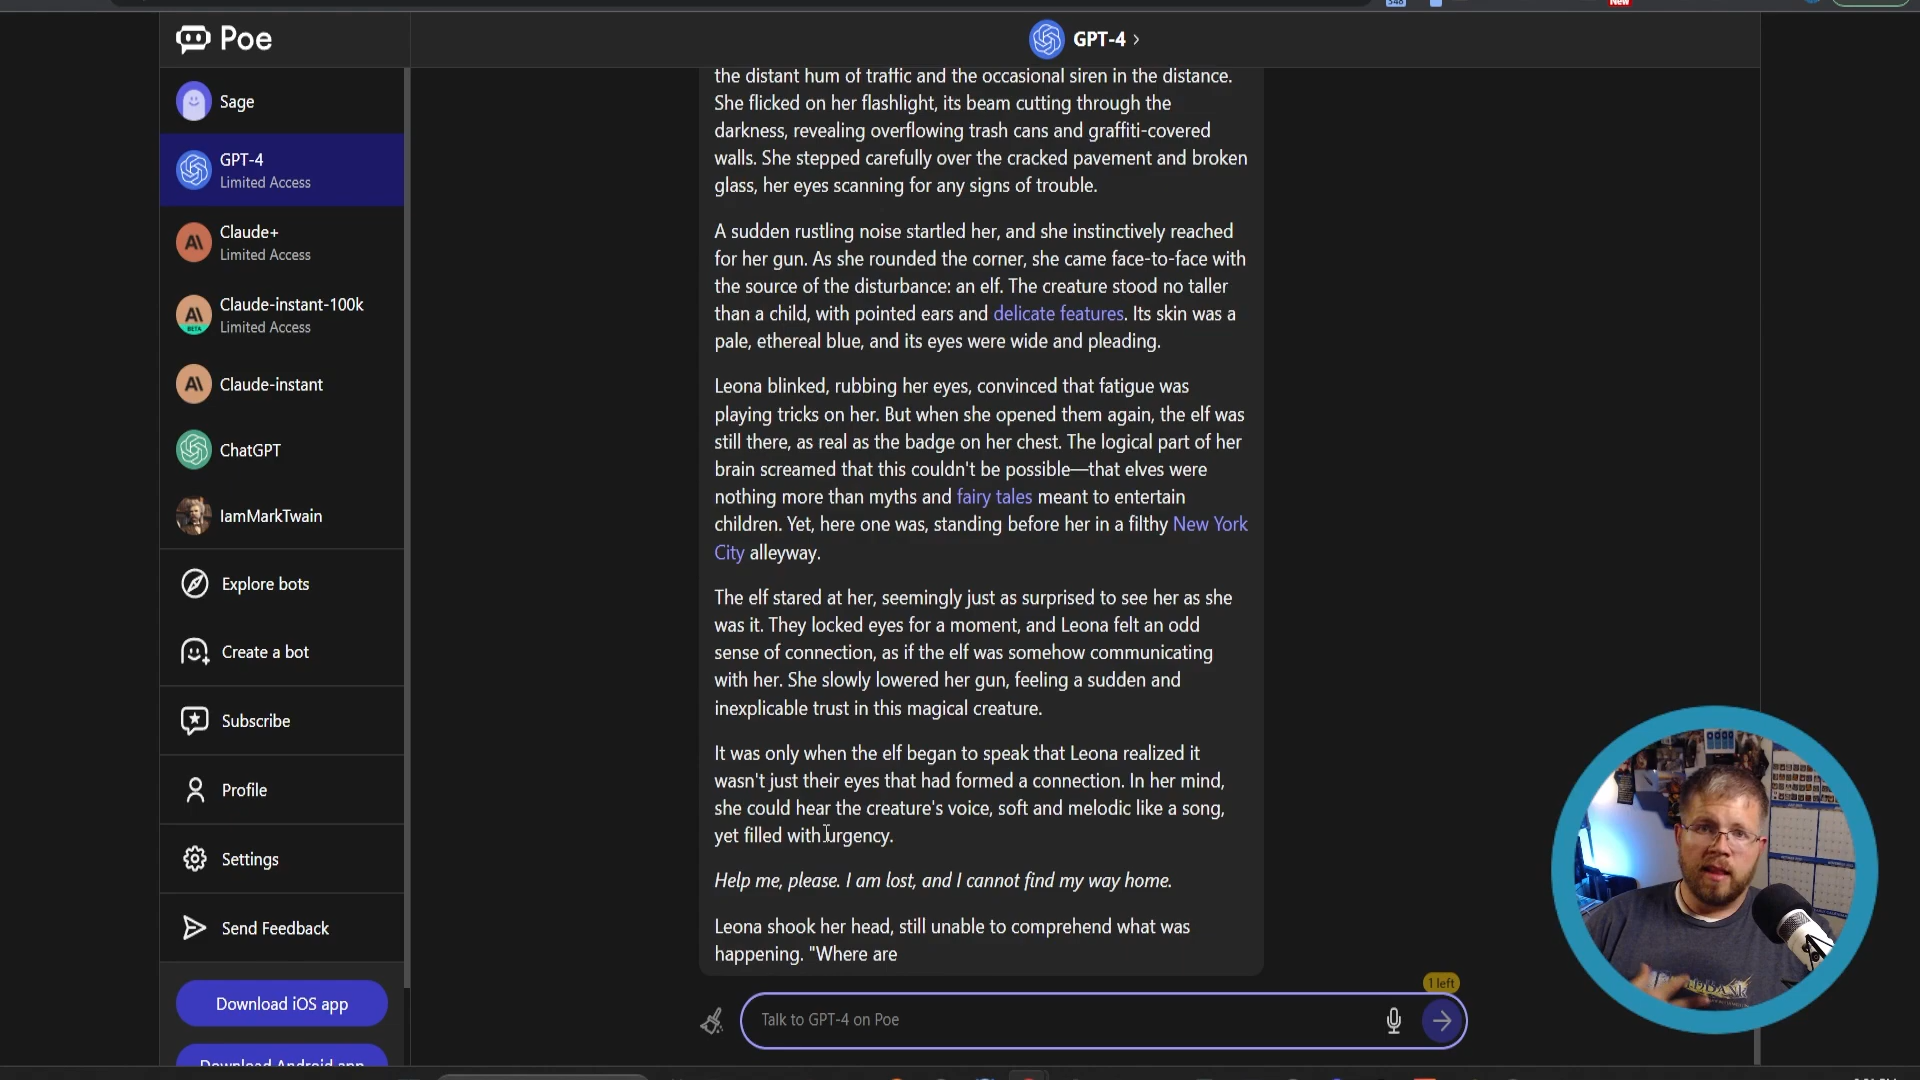 Poe
GPT-4
Sage
GPT-4
Limited Access
Claude+
Limited Access
Claude-instant-100k
Limited Access
BETA
Claude-instant
ChatGPT
IamMarkTwain
Explore bots
Create a bot
Subscribe
Profile
Settings
Send Feedback
Download iOS app
Download Android app
New
the distant hum of traffic and the occasional siren in the distance.
She flicked on her flashlight, its beam cutting through the
darkness, revealing overflowing trash cans and graffiti-covered
walls. She stepped carefully over the cracked pavement and broken
glass, her eyes scanning for any signs of trouble.
A sudden rustling noise startled her, and she instinctively reached
for her gun. As she rounded the corner, she came face-to-face with
the source of the disturbance: an elf. The creature stood no taller
than a child, with pointed ears and delicate features. Its skin was a
pale, ethereal blue, and its eyes were wide and pleading.
Leona blinked, rubbing her eyes, convinced that fatigue was
playing tricks on her. But when she opened them again, the elf was
still there, as real as the badge on her chest. The logical part of her
brain screamed that this couldn't be possible—that elves were
nothing more than myths and fairy tales meant to entertain
children. Yet, here one was, standing before her in a filthy New York
City alleyway.
The elf stared at her, seemingly just as surprised to see her as she
was it. They locked eyes for a moment, and Leona felt an odd
sense of connection, as if the elf was somehow communicating
with her. She slowly lowered her gun, feeling a sudden and
inexplicable trust in this magical creature.
It was only when the elf began to speak that Leona realized it
wasn't just their eyes that had formed a connection. In her mind,
she could hear the creature's voice, soft and melodic like a song,
yet filled with urgency.
Help me, please. I am lost, and I cannot find my way home.
Leona shook her head, still unable to comprehend what was
happening. "Where are
1 left
Talk to GPT-4 on Poe